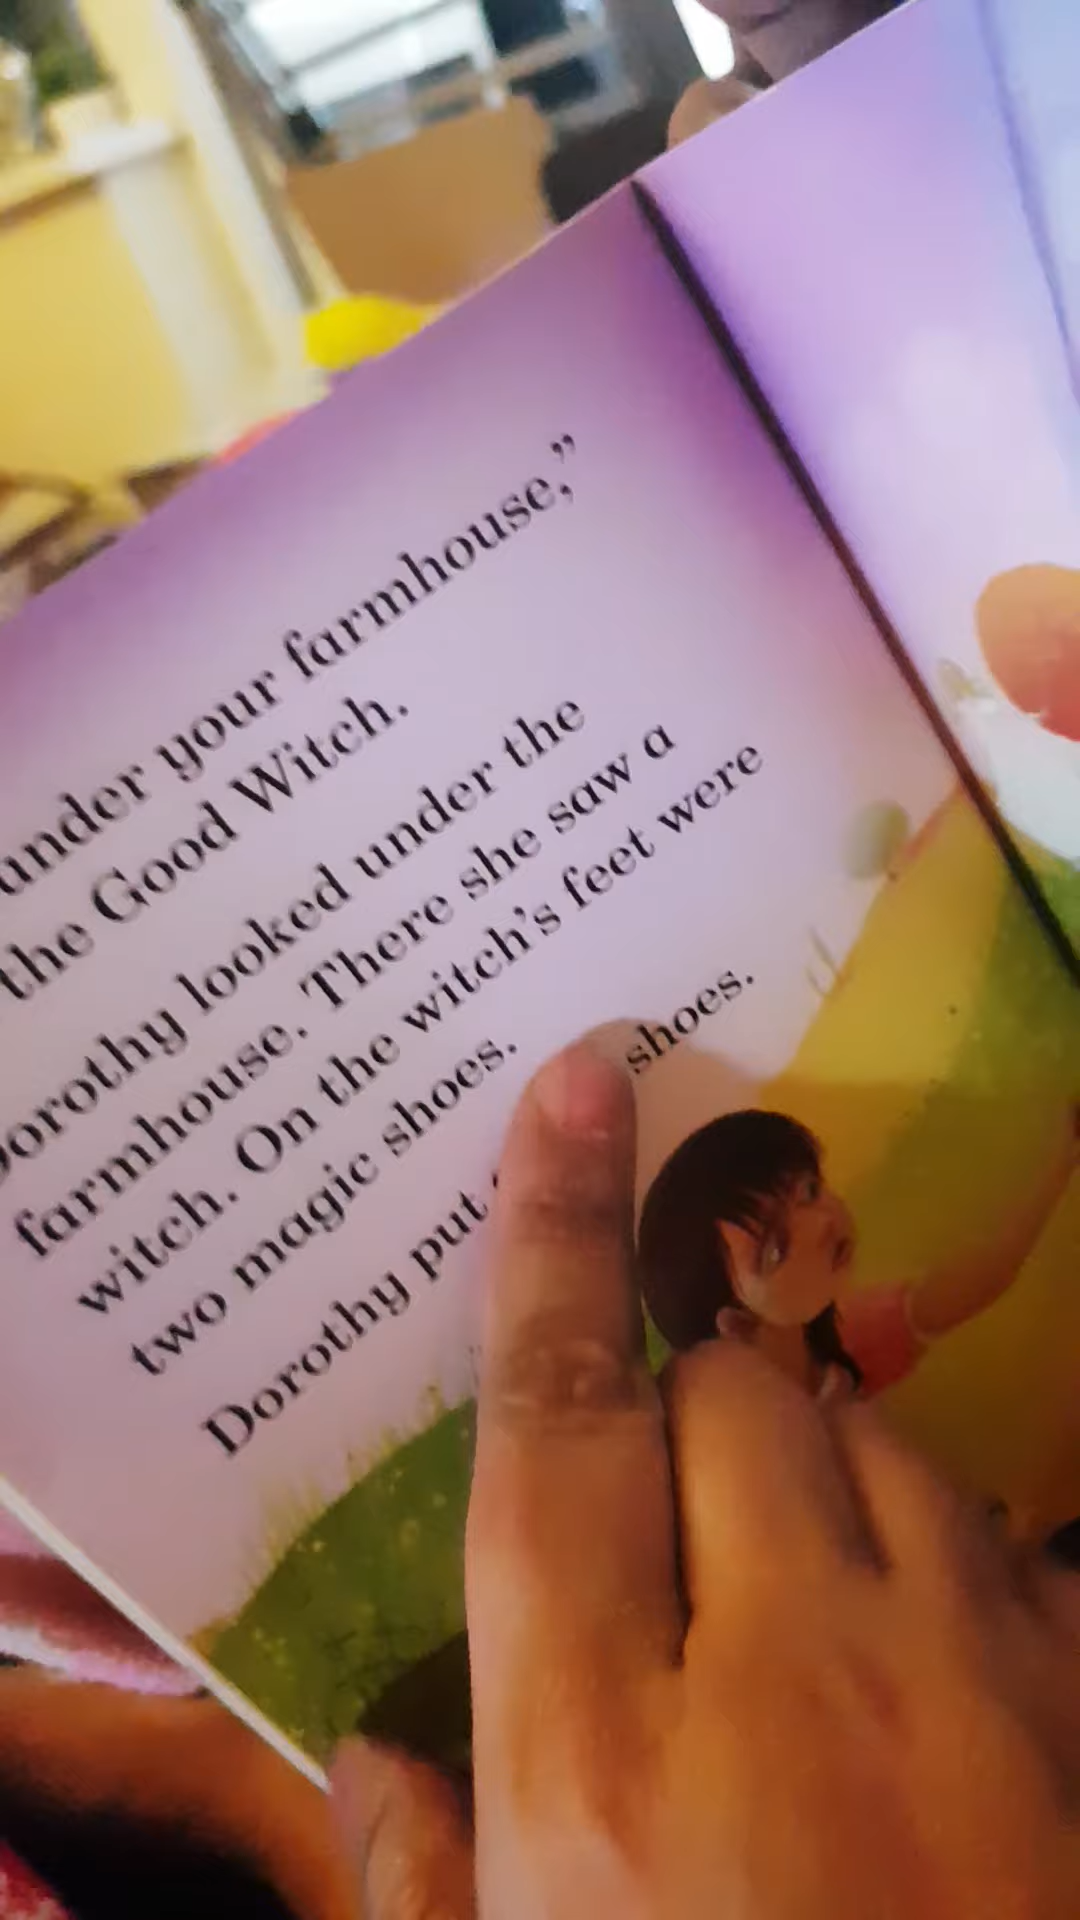 under your farmhouse,”
the Good Witch.
Dorothy looked under the
farmhouse. There she saw a
witch. On the witch’s feet were
two magic shoes.
Dorothy put shoes.